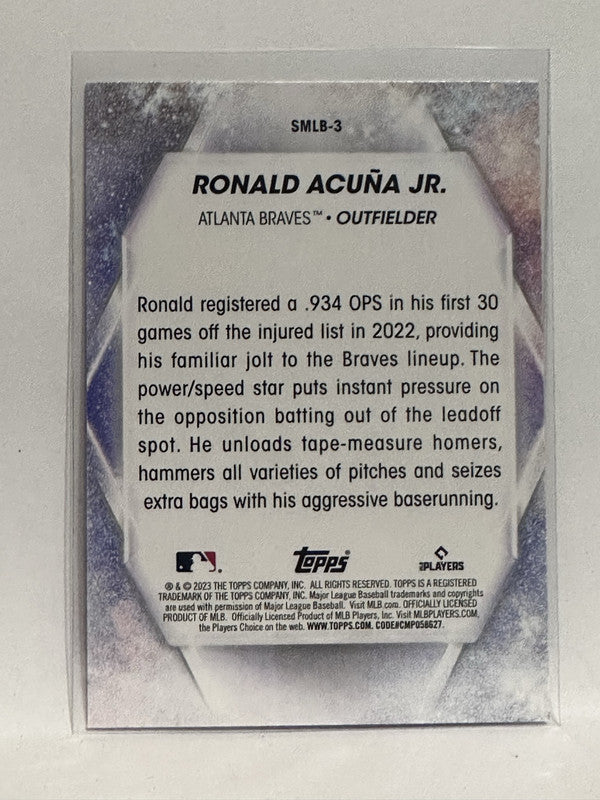 SMLB-3
RONALD ACUÑA JR.
ATLANTA BRAVES™ • OUTFIELDER
Ronald registered a .934 OPS in his first 30
games off the injured list in 2022, providing
his familiar jolt to the Braves lineup. The
power/speed star puts instant pressure on
the opposition batting out of the leadoff
spot. He unloads tape-measure homers,
hammers all varieties of pitches and seizes
extra bags with his aggressive baserunning.
topps
PLAYERS
® & © 2023 THE TOPPS COMPANY, INC. ALL RIGHTS RESERVED. TOPPS IS A REGISTERED
TRADEMARK OF THE TOPPS COMPANY, INC. Major League Baseball trademarks and copyrights
are used with permission of Major League Baseball. Visit MLB.com. OFFICIALLY LICENSED
PRODUCT OF MLB. Officially Licensed Product of MLB Players, Inc. Visit MLBPLAYERS.COM,
the Players Choice on the web. WWW.TOPPS.COM. CODE#CMP058627.